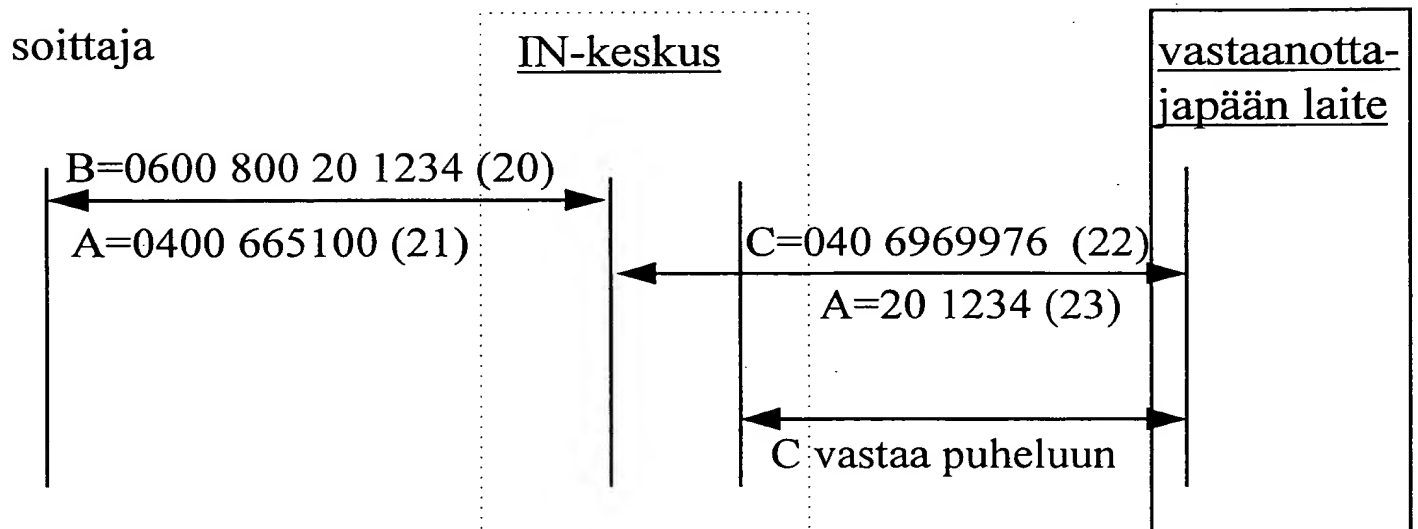 soittaja
IN-keskus
vastaanotta-
japään laite
B=0600 800 20 1234 (20)
A=0400 665100 (21)
C=040 6969976 (22)
A=20 1234 (23)
C vastaa puheluun